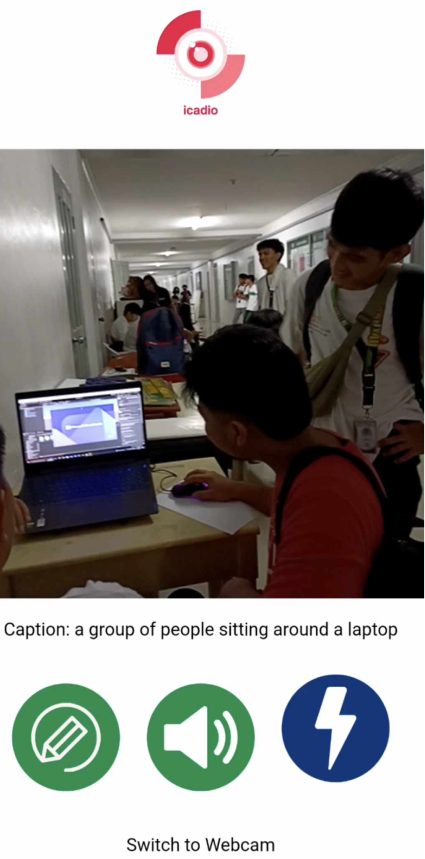 icadio
Caption: a group of people sitting around a laptop
Switch to Webcam